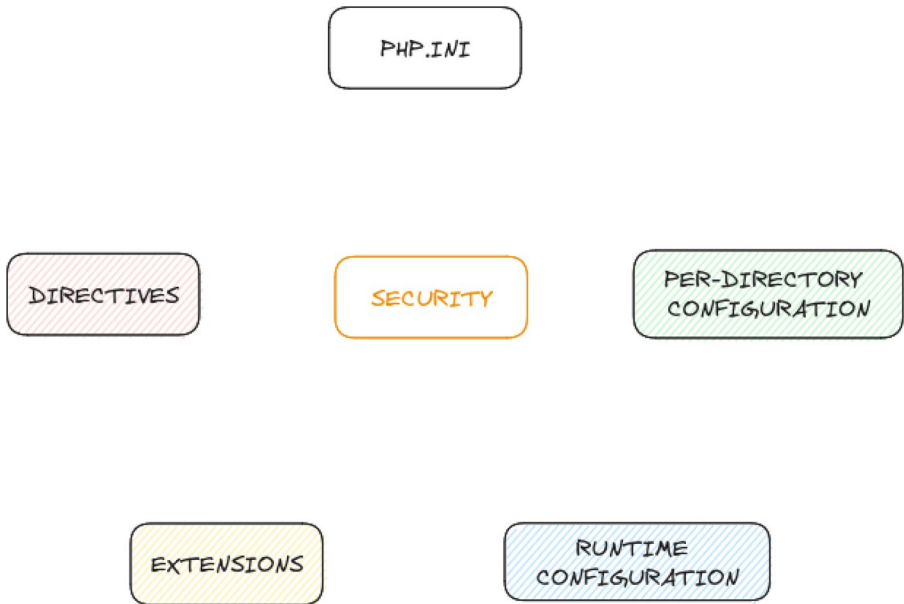 PHP.INI
DIRECTIVES
SECURITY
PER-DIRECTORY
CONFIGURATION
EXTENSIONS
RUNTIME
CONFIGURATION